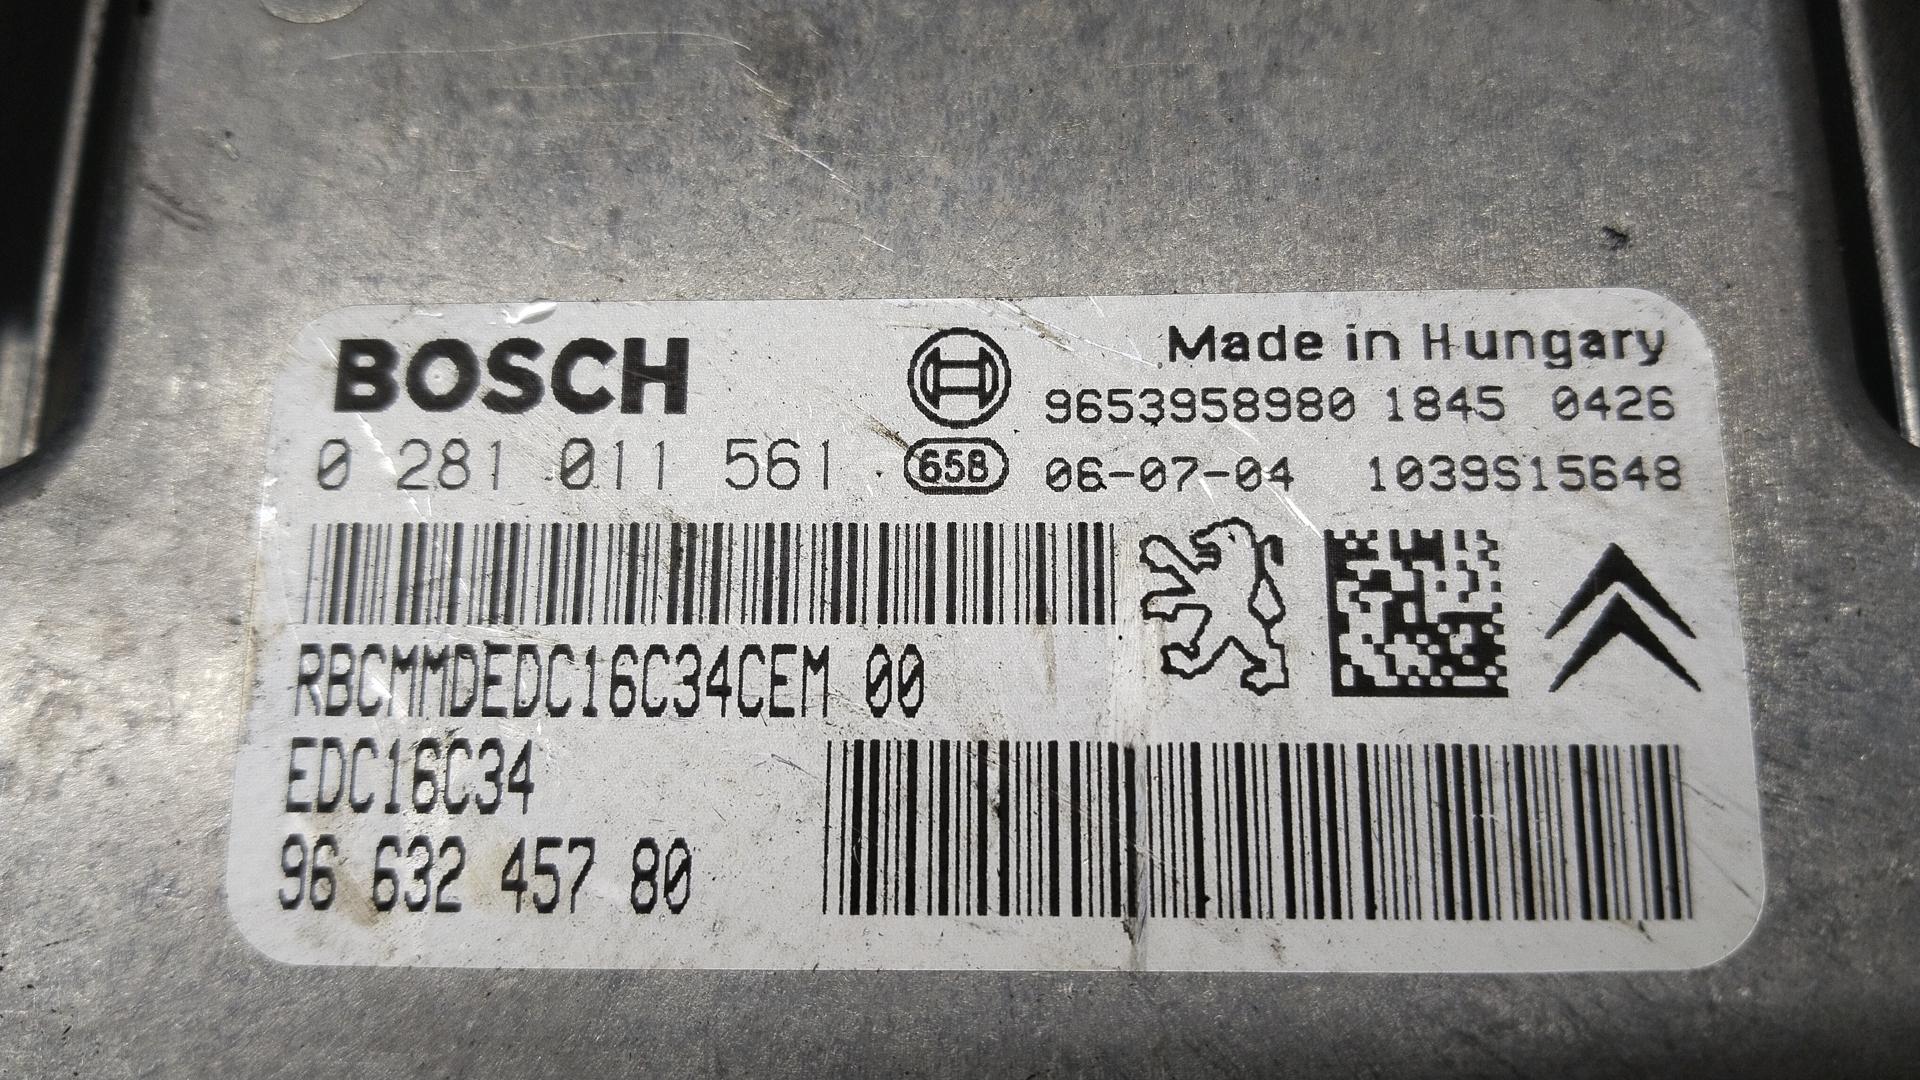 BOSCH
Made in Hungary
9653958980 1845 0426
0 281 011 561 658 06-07-04 1039S15648
RBCMMDEDC16C34CEM 00
EDC16C34
96 632 457 80